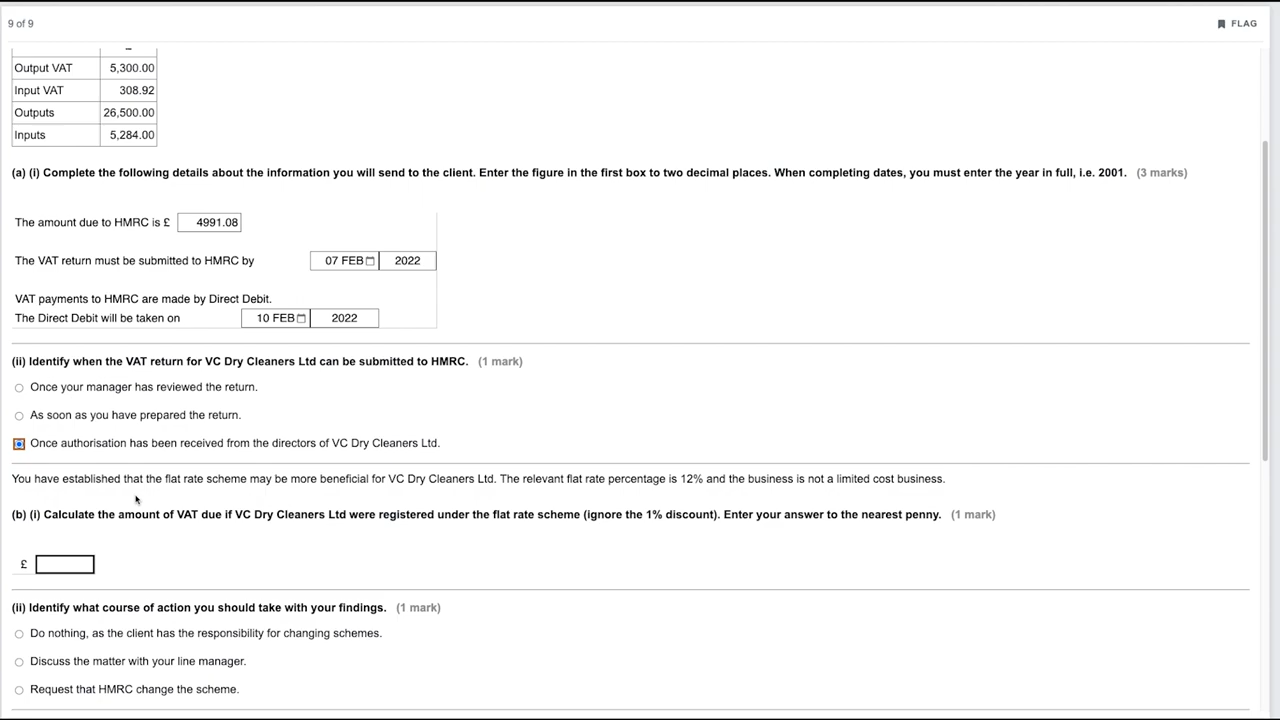 9 of 9
FLAG
Output VAT 5,300.00
Input VAT 308.92
Outputs 26,500.00
Inputs 5,284.00
(a) (i) Complete the following details about the information you will send to the client. Enter the figure in the first box to two decimal places. When completing dates, you must enter the year in full, i.e. 2001. (3 marks)
The amount due to HMRC is £ 4991.08
The VAT return must be submitted to HMRC by 07 FEB 2022
VAT payments to HMRC are made by Direct Debit.
The Direct Debit will be taken on 10 FEB 2022
(ii) Identify when the VAT return for VC Dry Cleaners Ltd can be submitted to HMRC. (1 mark)
Once your manager has reviewed the return.
As soon as you have prepared the return.
Once authorisation has been received from the directors of VC Dry Cleaners Ltd.
You have established that the flat rate scheme may be more beneficial for VC Dry Cleaners Ltd. The relevant flat rate percentage is 12% and the business is not a limited cost business.
(b) (i) Calculate the amount of VAT due if VC Dry Cleaners Ltd were registered under the flat rate scheme (ignore the 1% discount). Enter your answer to the nearest penny. (1 mark)
£
(ii) Identify what course of action you should take with your findings. (1 mark)
Do nothing, as the client has the responsibility for changing schemes.
Discuss the matter with your line manager.
Request that HMRC change the scheme.